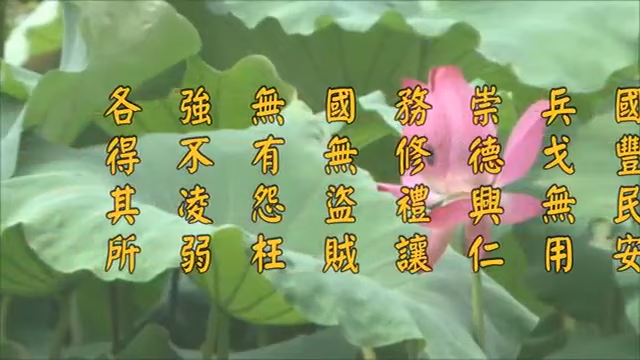 國豐民安
兵戈無用
崇德興仁
務修禮讓
國無盜賊
無有怨枉
強不凌弱
各得其所